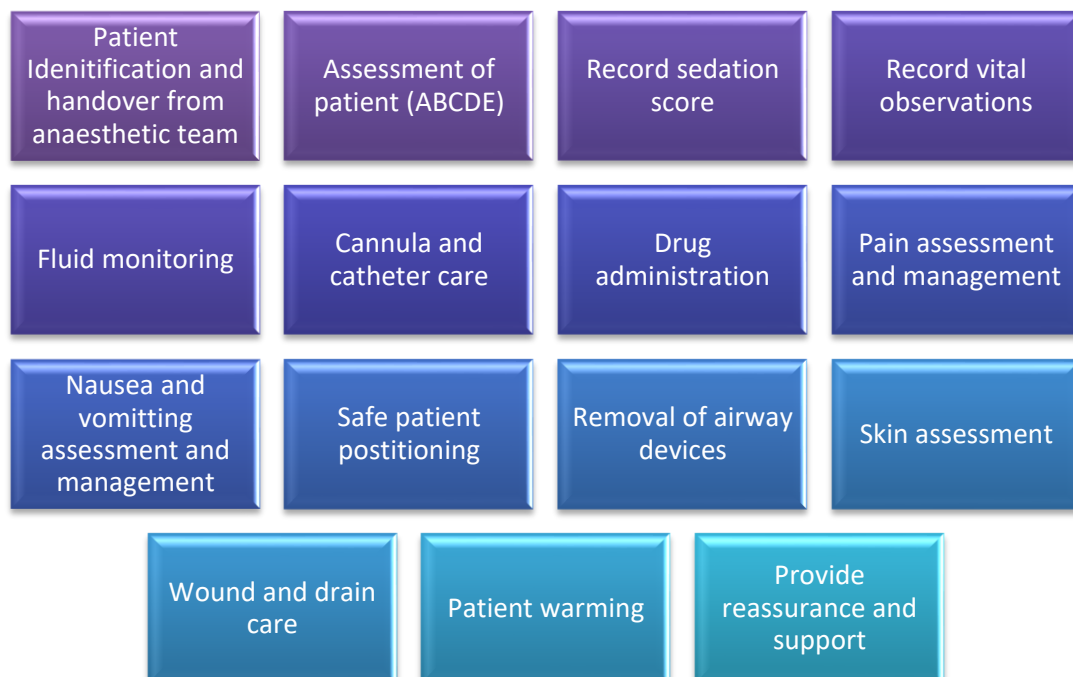 Patient
Idenitification and
handover from
anaesthetic team
Assessment of
patient (ABCDE)
Record sedation
score
Record vital
observations
Fluid monitoring
Cannula and
catheter care
Drug
administration
Pain assessment
and management
Nausea and
vomitting
assessment and
management
Safe patient
postitioning
Removal of airway
devices
Skin assessment
Wound and drain
care
Patient warming
Provide
reassurance and
support